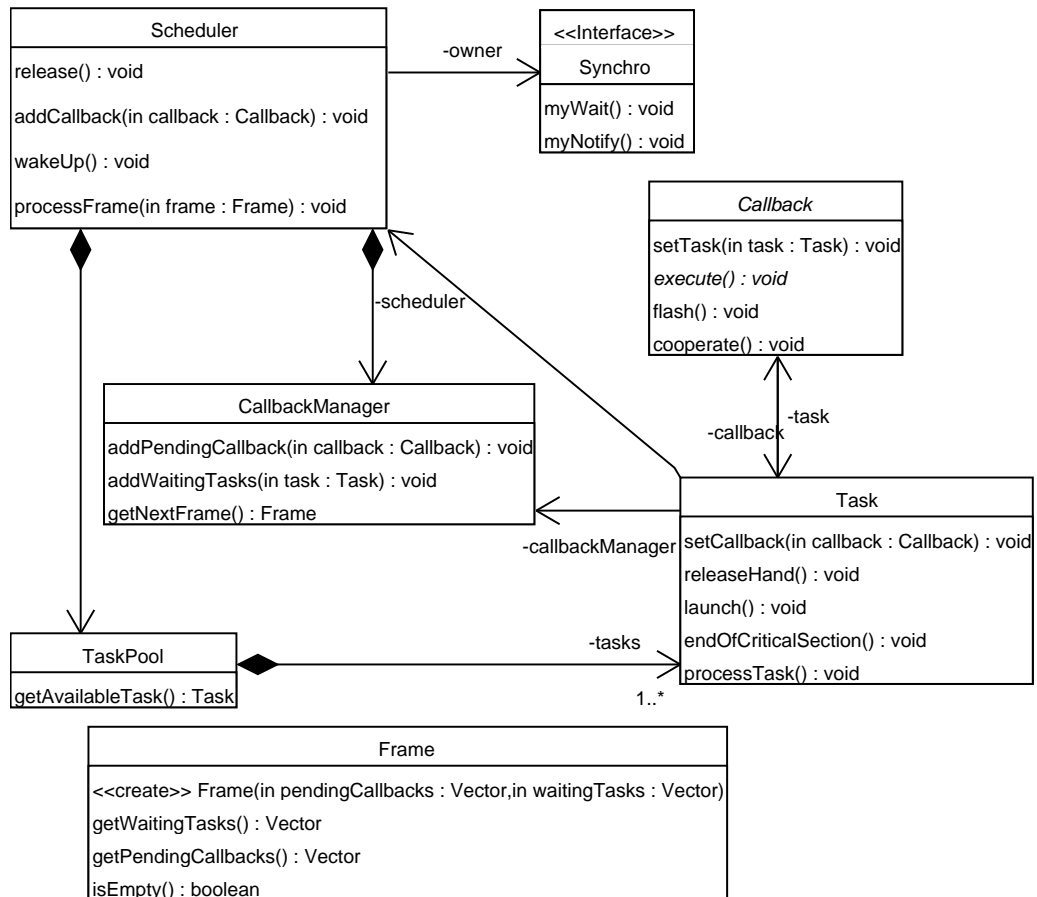 Scheduler
release() : void
addCallback(in callback : Callback) : void
wakeUp() : void
processFrame(in frame : Frame) : void
-owner
<<Interface>>
Synchro
myWait() : void
myNotify() : void
Callback
setTask(in task : Task) : void
execute() : void
flash() : void
cooperate() : void
-scheduler
CallbackManager
addPendingCallback(in callback : Callback) : void
addWaitingTasks(in task : Task) : void
getNextFrame() : Frame
-task
-callback
-callbackManager
Task
setCallback(in callback : Callback) : void
releaseHand() : void
launch() : void
endOfCriticalSection() : void
processTask() : void
TaskPool
getAvailableTask() : Task
-tasks
1..*
Frame
<<create>> Frame(in pendingCallbacks : Vector,in waitingTasks : Vector)
getWaitingTasks() : Vector
getPendingCallbacks() : Vector
isEmpty() : boolean